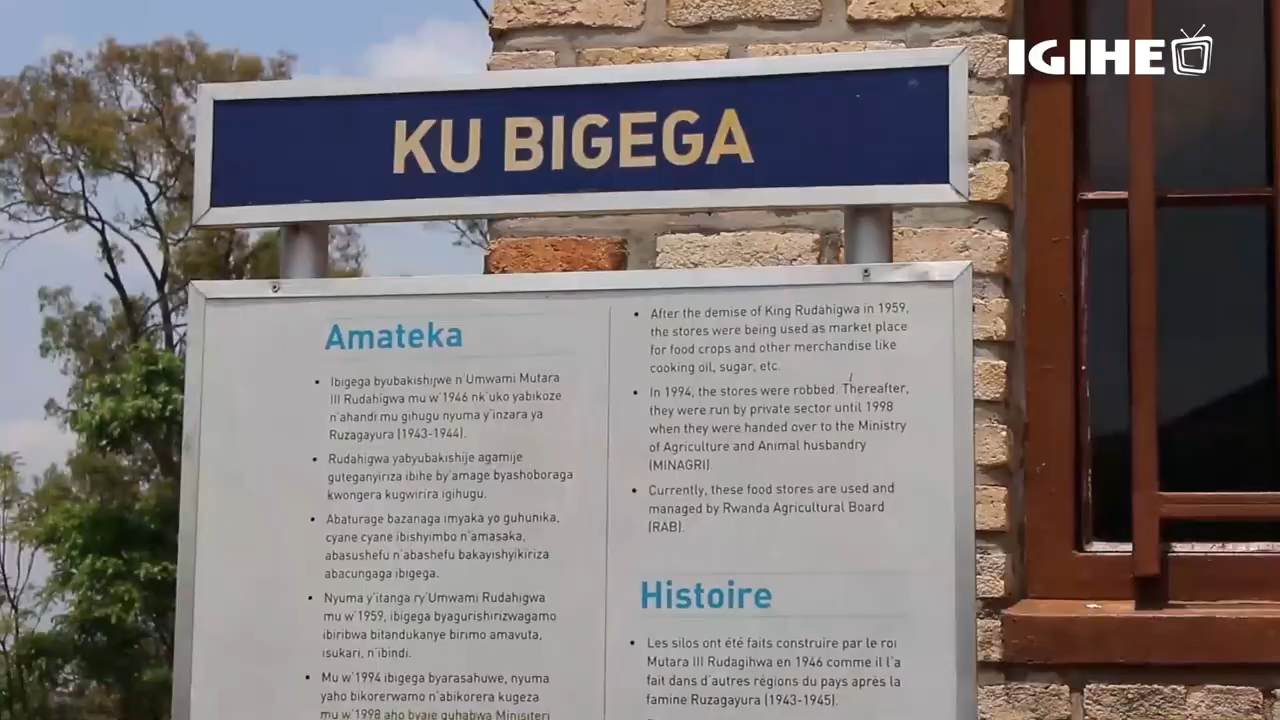 IGIHE
KU BIGEGA
Amateka
• Ibigega byubakishijwe n'Umwami Mutara
III Rudahigwa mu w'1946 nk'uko yabikoze
n'ahandi mu gihugu nyuma y'inzara ya
Ruzagayura (1943-1944).
• Rudahigwa yabyubakishije agamije
guteganyiriza ibihe by'amage byashoboraga
kwongera kugwirira igihugu.
• Abaturage bazanaga imyaka yo guhunika,
cyane cyane ibishyimbo n'amasaka,
abasushefu n'abashefu bakayishyikiriza
abacungaga ibigega.
• Nyuma y'itanga ry'Umwami Rudahigwa
mu w'1959, ibigega byagurishirizwagamo
ibiribwa bitandukanye birimo amavuta,
isukari, n'ibindi.
• Mu w'1994 ibigega byarasahuwe, nyuma
yaho bikorerwamo n'abikorera kugeza
mu w'1998 aho byaje guhabwa Minisiteri
• After the demise of King Rudahigwa in 1959,
the stores were being used as market place
for food crops and other merchandise like
cooking oil, sugar, etc.
• In 1994, the stores were robbed. Thereafter,
they were run by private sector until 1998
when they were handed over to the Ministry
of Agriculture and Animal husbandry
(MINAGRI).
• Currently, these food stores are used and
managed by Rwanda Agricultural Board
(RAB).
Histoire
• Les silos ont été faits construire par le roi
Mutara III Rudagihwa en 1946 comme il l'a
fait dans d'autres régions du pays après la
famine Ruzagayura (1943-1945).